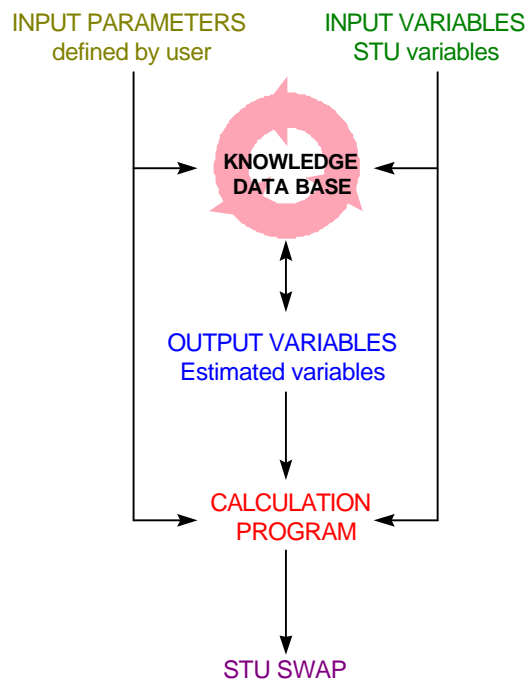 INPUT PARAMETERS
defined by user
INPUT VARIABLES
STU variables
KNOWLEDGE
DATA BASE
OUTPUT VARIABLES
Estimated variables
CALCULATION
PROGRAM
STU SWAP